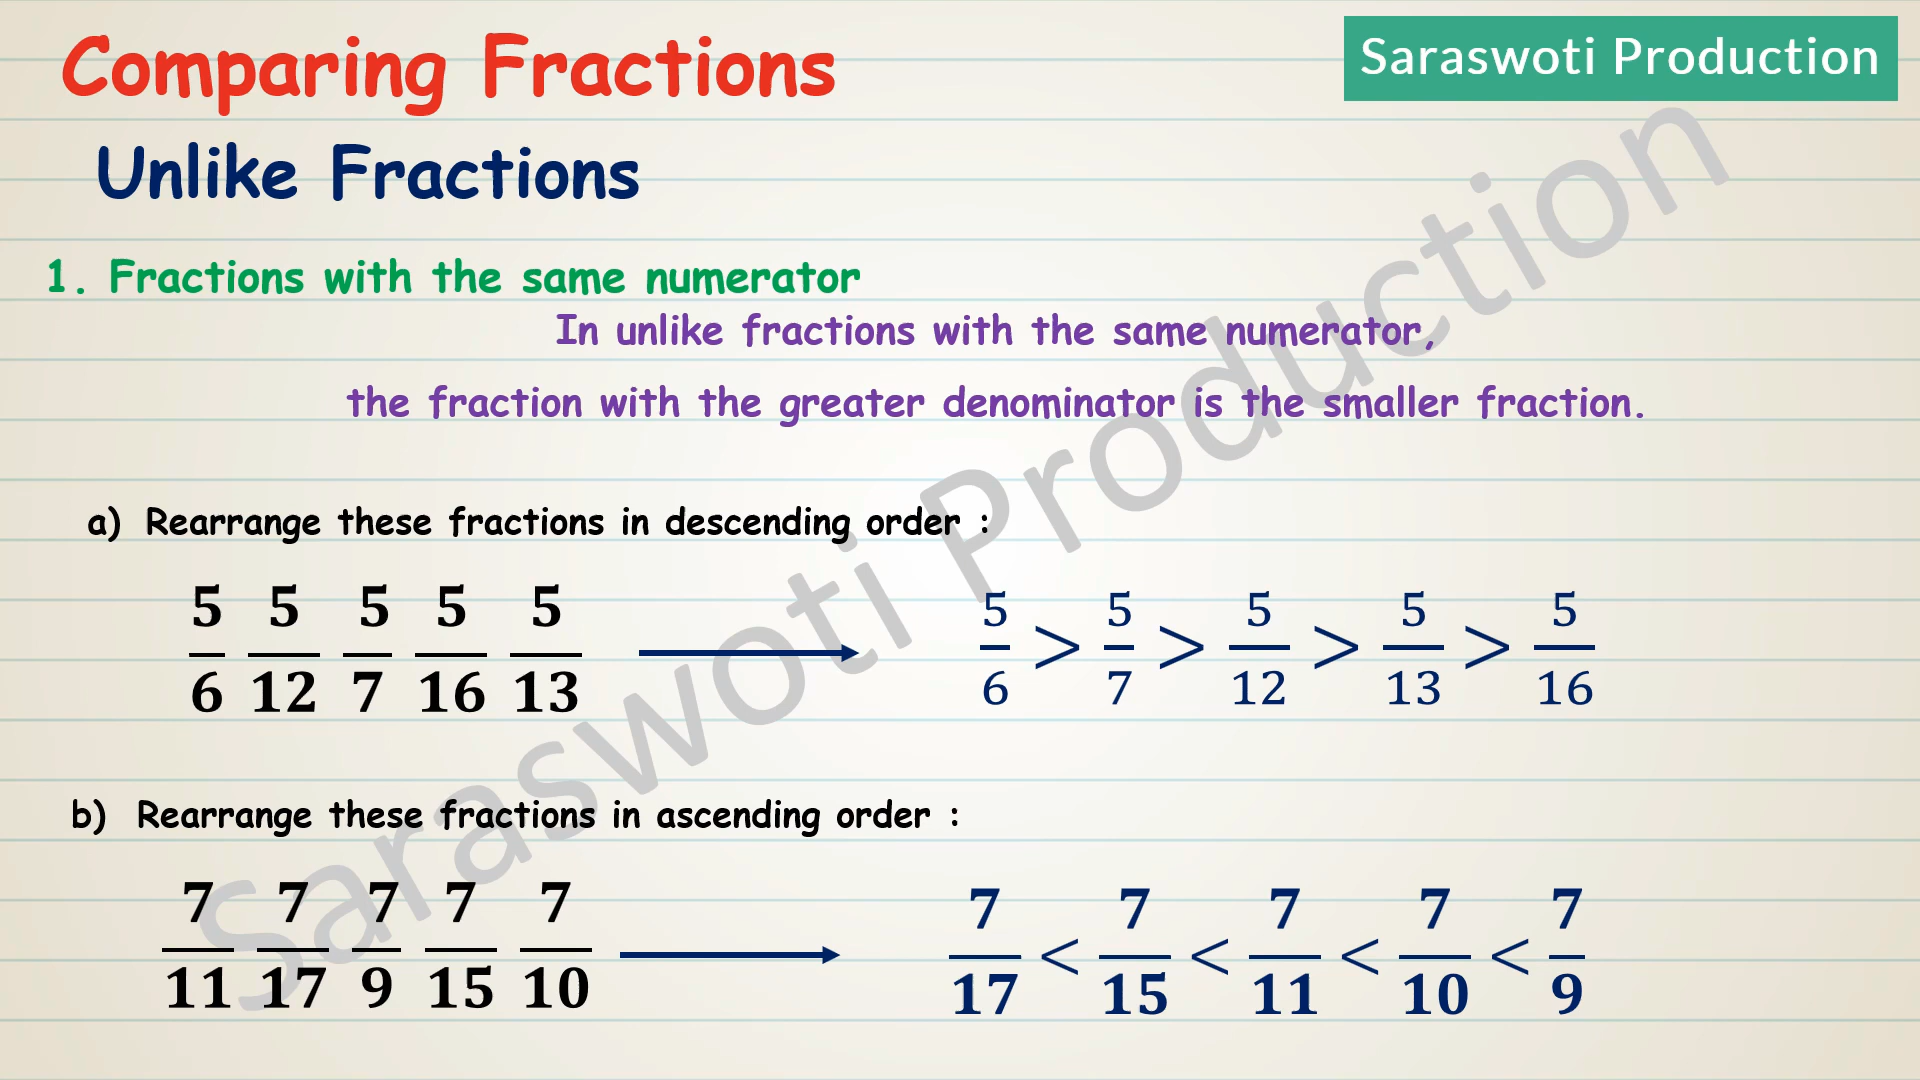 Comparing Fractions
Saraswoti Production
Unlike Fractions
1. Fractions with the same numerator
In unlike fractions with the same numerator,
the fraction with the greater denominator is the smaller fraction.
a) Rearrange these fractions in descending order :
5/6 5/12 5/7 5/16 5/13
5/6 > 5/7 > 5/12 > 5/13 > 5/16
b) Rearrange these fractions in ascending order :
7/11 7/17 7/9 7/15 7/10
7/17 < 7/15 < 7/11 < 7/10 < 7/9
Saraswoti Production